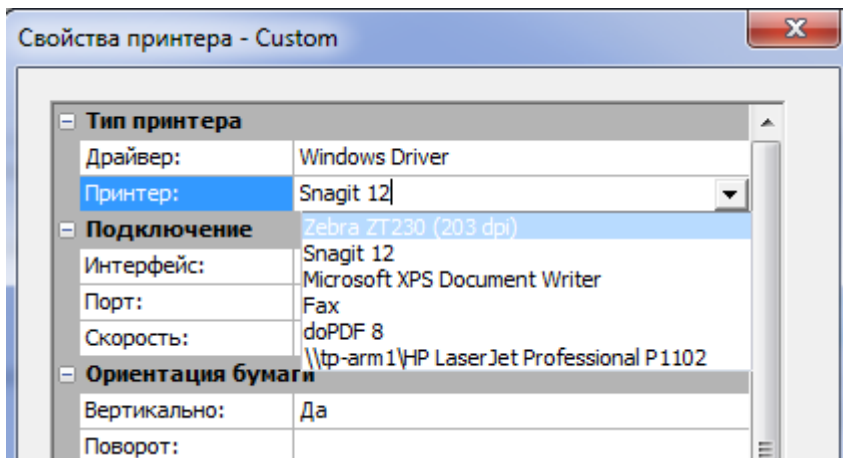 Свойства принтера - Custom
Тип принтера
Драйвер: Windows Driver
Принтер: Snagit 12
Zebra ZT230 (203 dpi)
Подключение
Snagit 12
Интерфейс:
Microsoft XPS Document Writer
Порт:
Fax
Скорость:
doPDF 8
\\tp-arm1\HP LaserJet Professional P1102
Ориентация бумаги
Вертикально: Да
Поворот: